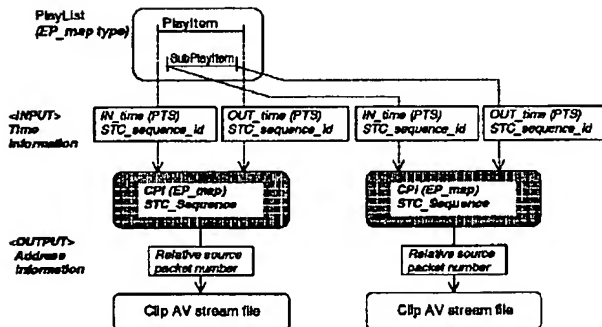 PlayList
(EP_map type)
PlayItem
SubPlayItem
<INPUT>
Time
Information
IN_time (PTS)
STC_sequence_id
OUT_time (PTS)
STC_sequence_id
IN_time (PTS)
STC_sequence_id
OUT_time (PTS)
STC_sequence_id
CPI (EP_map)
STC_Sequence
CPI (EP_map)
STC_Sequence
<OUTPUT>
Address
Information
Relative source
packet number
Relative source
packet number
Clip AV stream file
Clip AV stream file